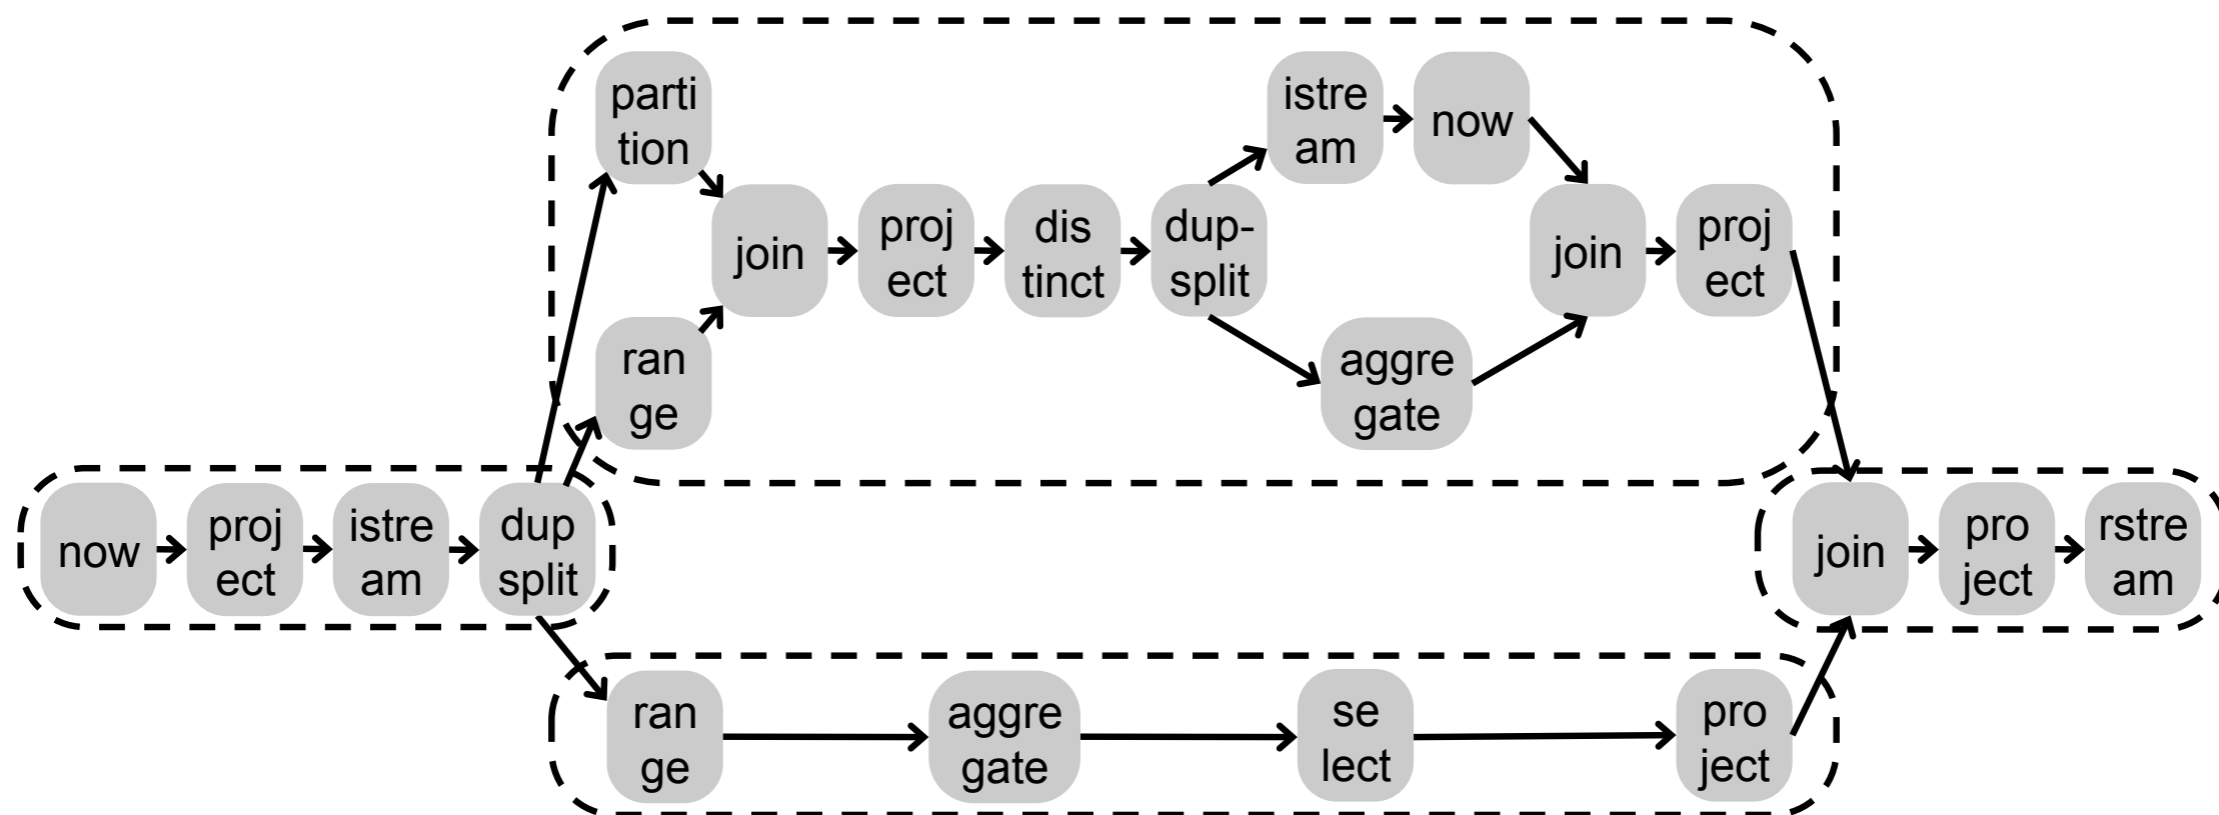 parti
tion
istre
am
now
join
proj
ect
dis
tinct
dup-
split
join
proj
ect
ran
ge
aggre
gate
now
proj
ect
istre
am
dup
split
join
pro
ject
rstre
am
ran
ge
aggre
gate
se
lect
pro
ject